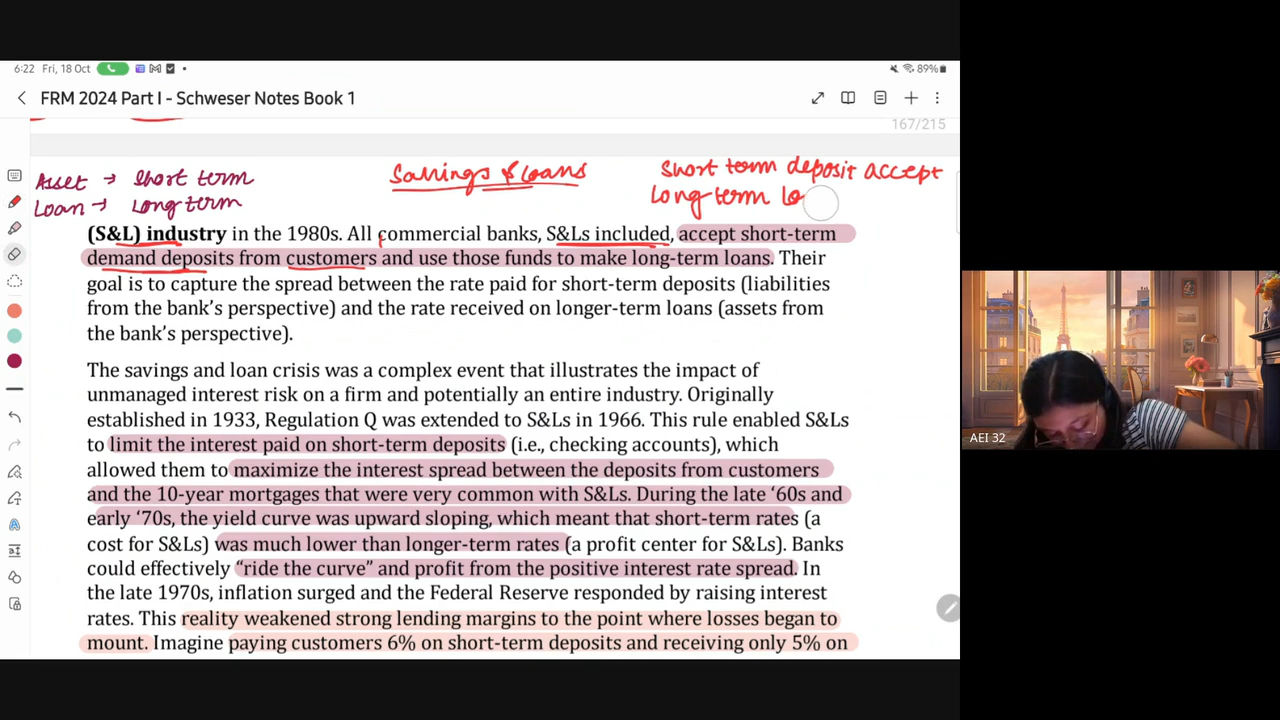 6:22 Fri, 18 Oct
89%
FRM 2024 Part I - Schweser Notes Book 1
167/215
Asset → Short term
Loan → Long term
Savings & loans
Short term deposit accept
Long term Lo
(S&L) industry in the 1980s. All commercial banks, S&Ls included, accept short-term
demand deposits from customers and use those funds to make long-term loans. Their
goal is to capture the spread between the rate paid for short-term deposits (liabilities
from the bank's perspective) and the rate received on longer-term loans (assets from
the bank's perspective).
The savings and loan crisis was a complex event that illustrates the impact of
unmanaged interest risk on a firm and potentially an entire industry. Originally
established in 1933, Regulation Q was extended to S&Ls in 1966. This rule enabled S&Ls
to limit the interest paid on short-term deposits (i.e., checking accounts), which
allowed them to maximize the interest spread between the deposits from customers
and the 10-year mortgages that were very common with S&Ls. During the late '60s and
early '70s, the yield curve was upward sloping, which meant that short-term rates (a
cost for S&Ls) was much lower than longer-term rates (a profit center for S&Ls). Banks
could effectively "ride the curve" and profit from the positive interest rate spread. In
the late 1970s, inflation surged and the Federal Reserve responded by raising interest
rates. This reality weakened strong lending margins to the point where losses began to
mount. Imagine paying customers 6% on short-term deposits and receiving only 5% on
AEI 32